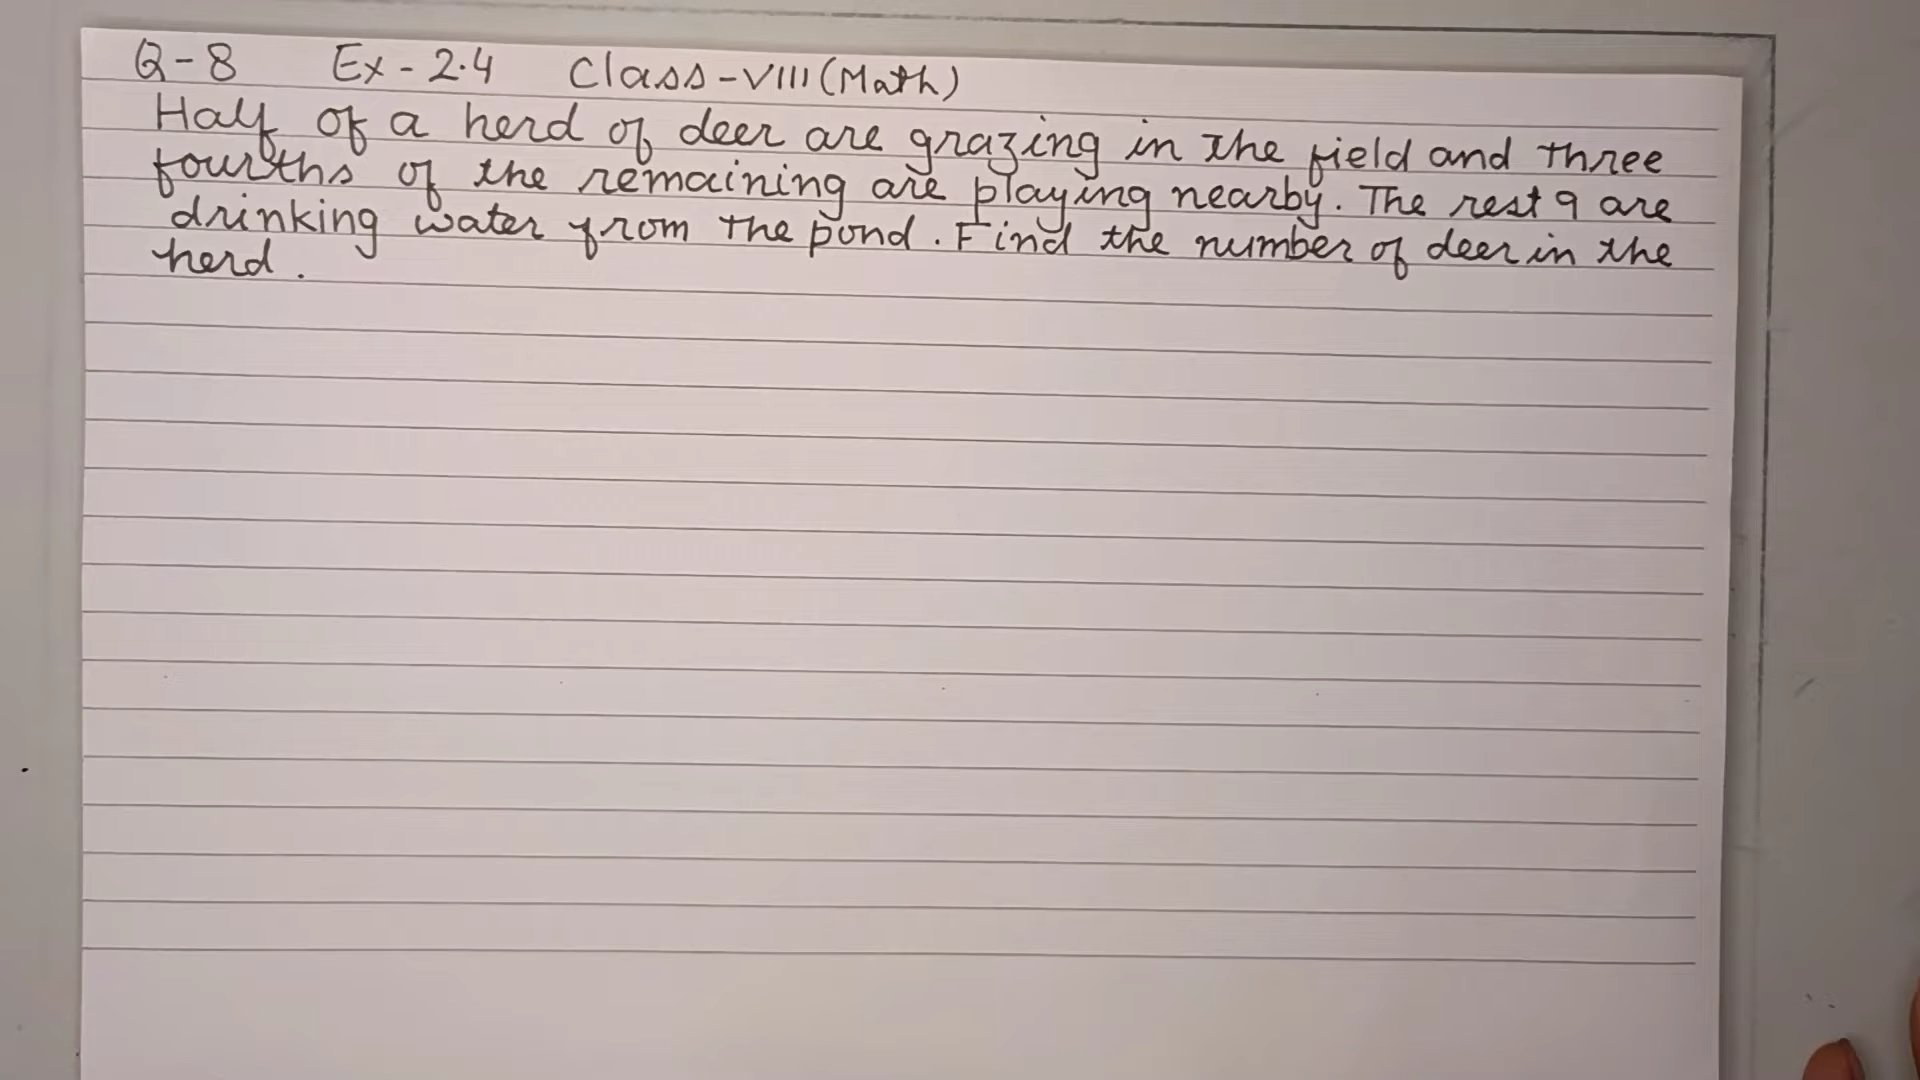 Q-8 Ex-2.4 Class-VIII (Math)
Half of a herd of deer are grazing in the field and three
fourths of the remaining are playing nearby. The rest 9 are
drinking water from the pond. Find the number of deer in the
herd.